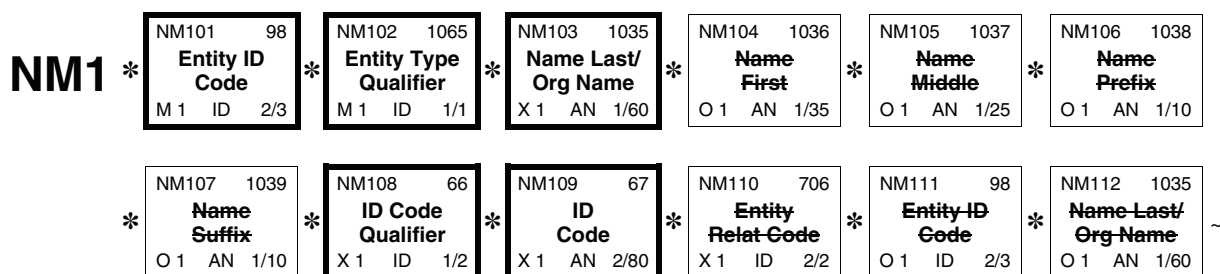 NM1 * NM101 98 * NM102 1065 * NM103 1035 * NM104 1036 * NM105 1037 * NM106 1038
Entity ID Entity Type Name Last/ Name Name Name
Code Qualifier Org Name First Middle Prefix
M 1 ID 2/3 M 1 ID 1/1 X 1 AN 1/60 O 1 AN 1/35 O 1 AN 1/25 O 1 AN 1/10
* NM107 1039 * NM108 66 * NM109 67 * NM110 706 * NM111 98 * NM112 1035 ~
Name ID Code ID Entity Entity ID Name Last/
Suffix Qualifier Code Relat Code Code Org Name
O 1 AN 1/10 X 1 ID 1/2 X 1 AN 2/80 X 1 ID 2/2 O 1 ID 2/3 O 1 AN 1/60